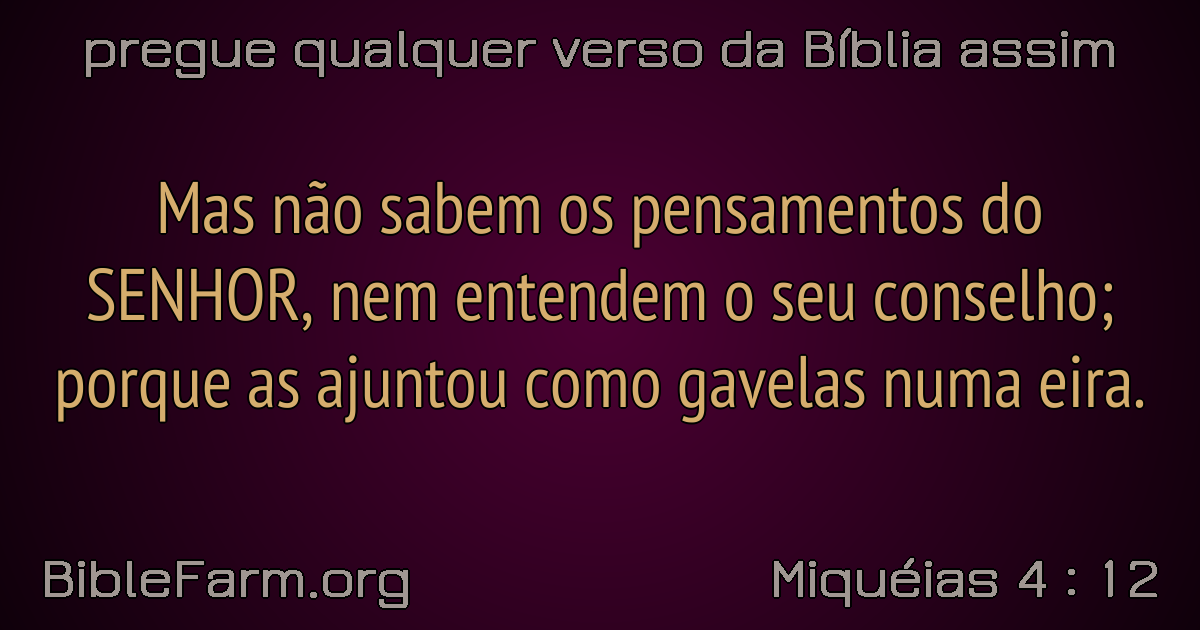 pregue qualquer verso da Bíblia assim
Mas não sabem os pensamentos do
SENHOR, nem entendem o seu conselho;
porque as ajuntou como gavelas numa eira.
BibleFarm.org
Miquéias 4 : 12